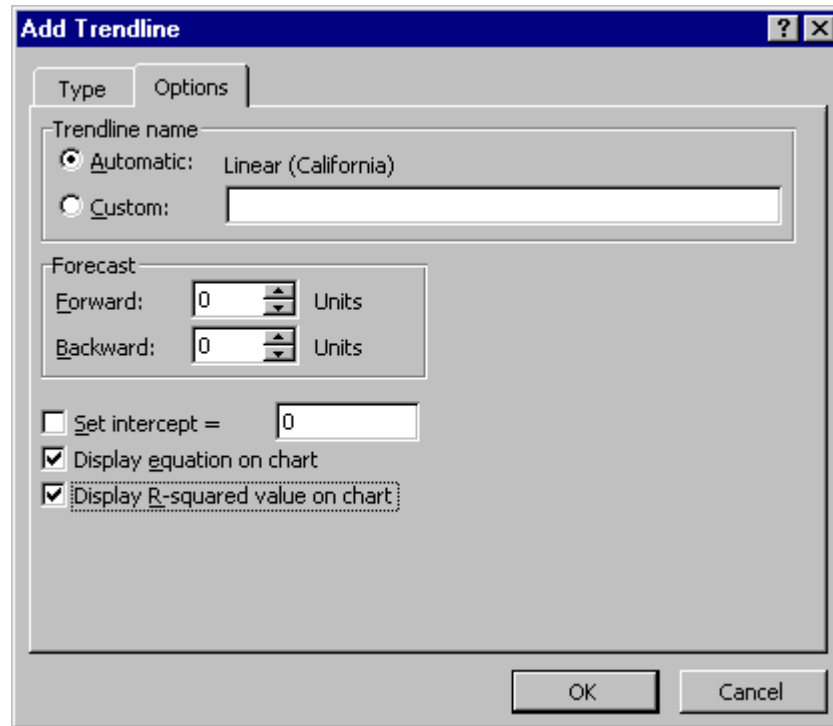 Add Trendline
Type Options
Trendline name
Automatic: Linear (California)
Custom:
Forecast
Forward: 0 Units
Backward: 0 Units
Set intercept = 0
Display equation on chart
Display R-squared value on chart
OK Cancel